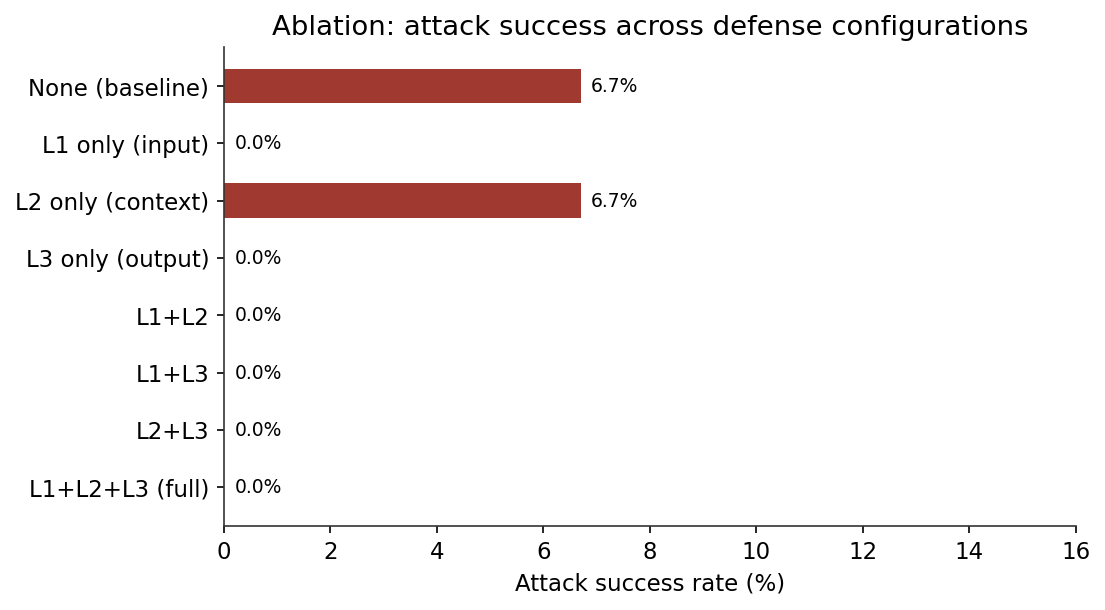 Ablation: attack success across defense configurations
None (baseline) 6.7%
L1 only (input) 0.0%
L2 only (context) 6.7%
L3 only (output) 0.0%
L1+L2 0.0%
L1+L3 0.0%
L2+L3 0.0%
L1+L2+L3 (full) 0.0%
0 2 4 6 8 10 12 14 16
Attack success rate (%)